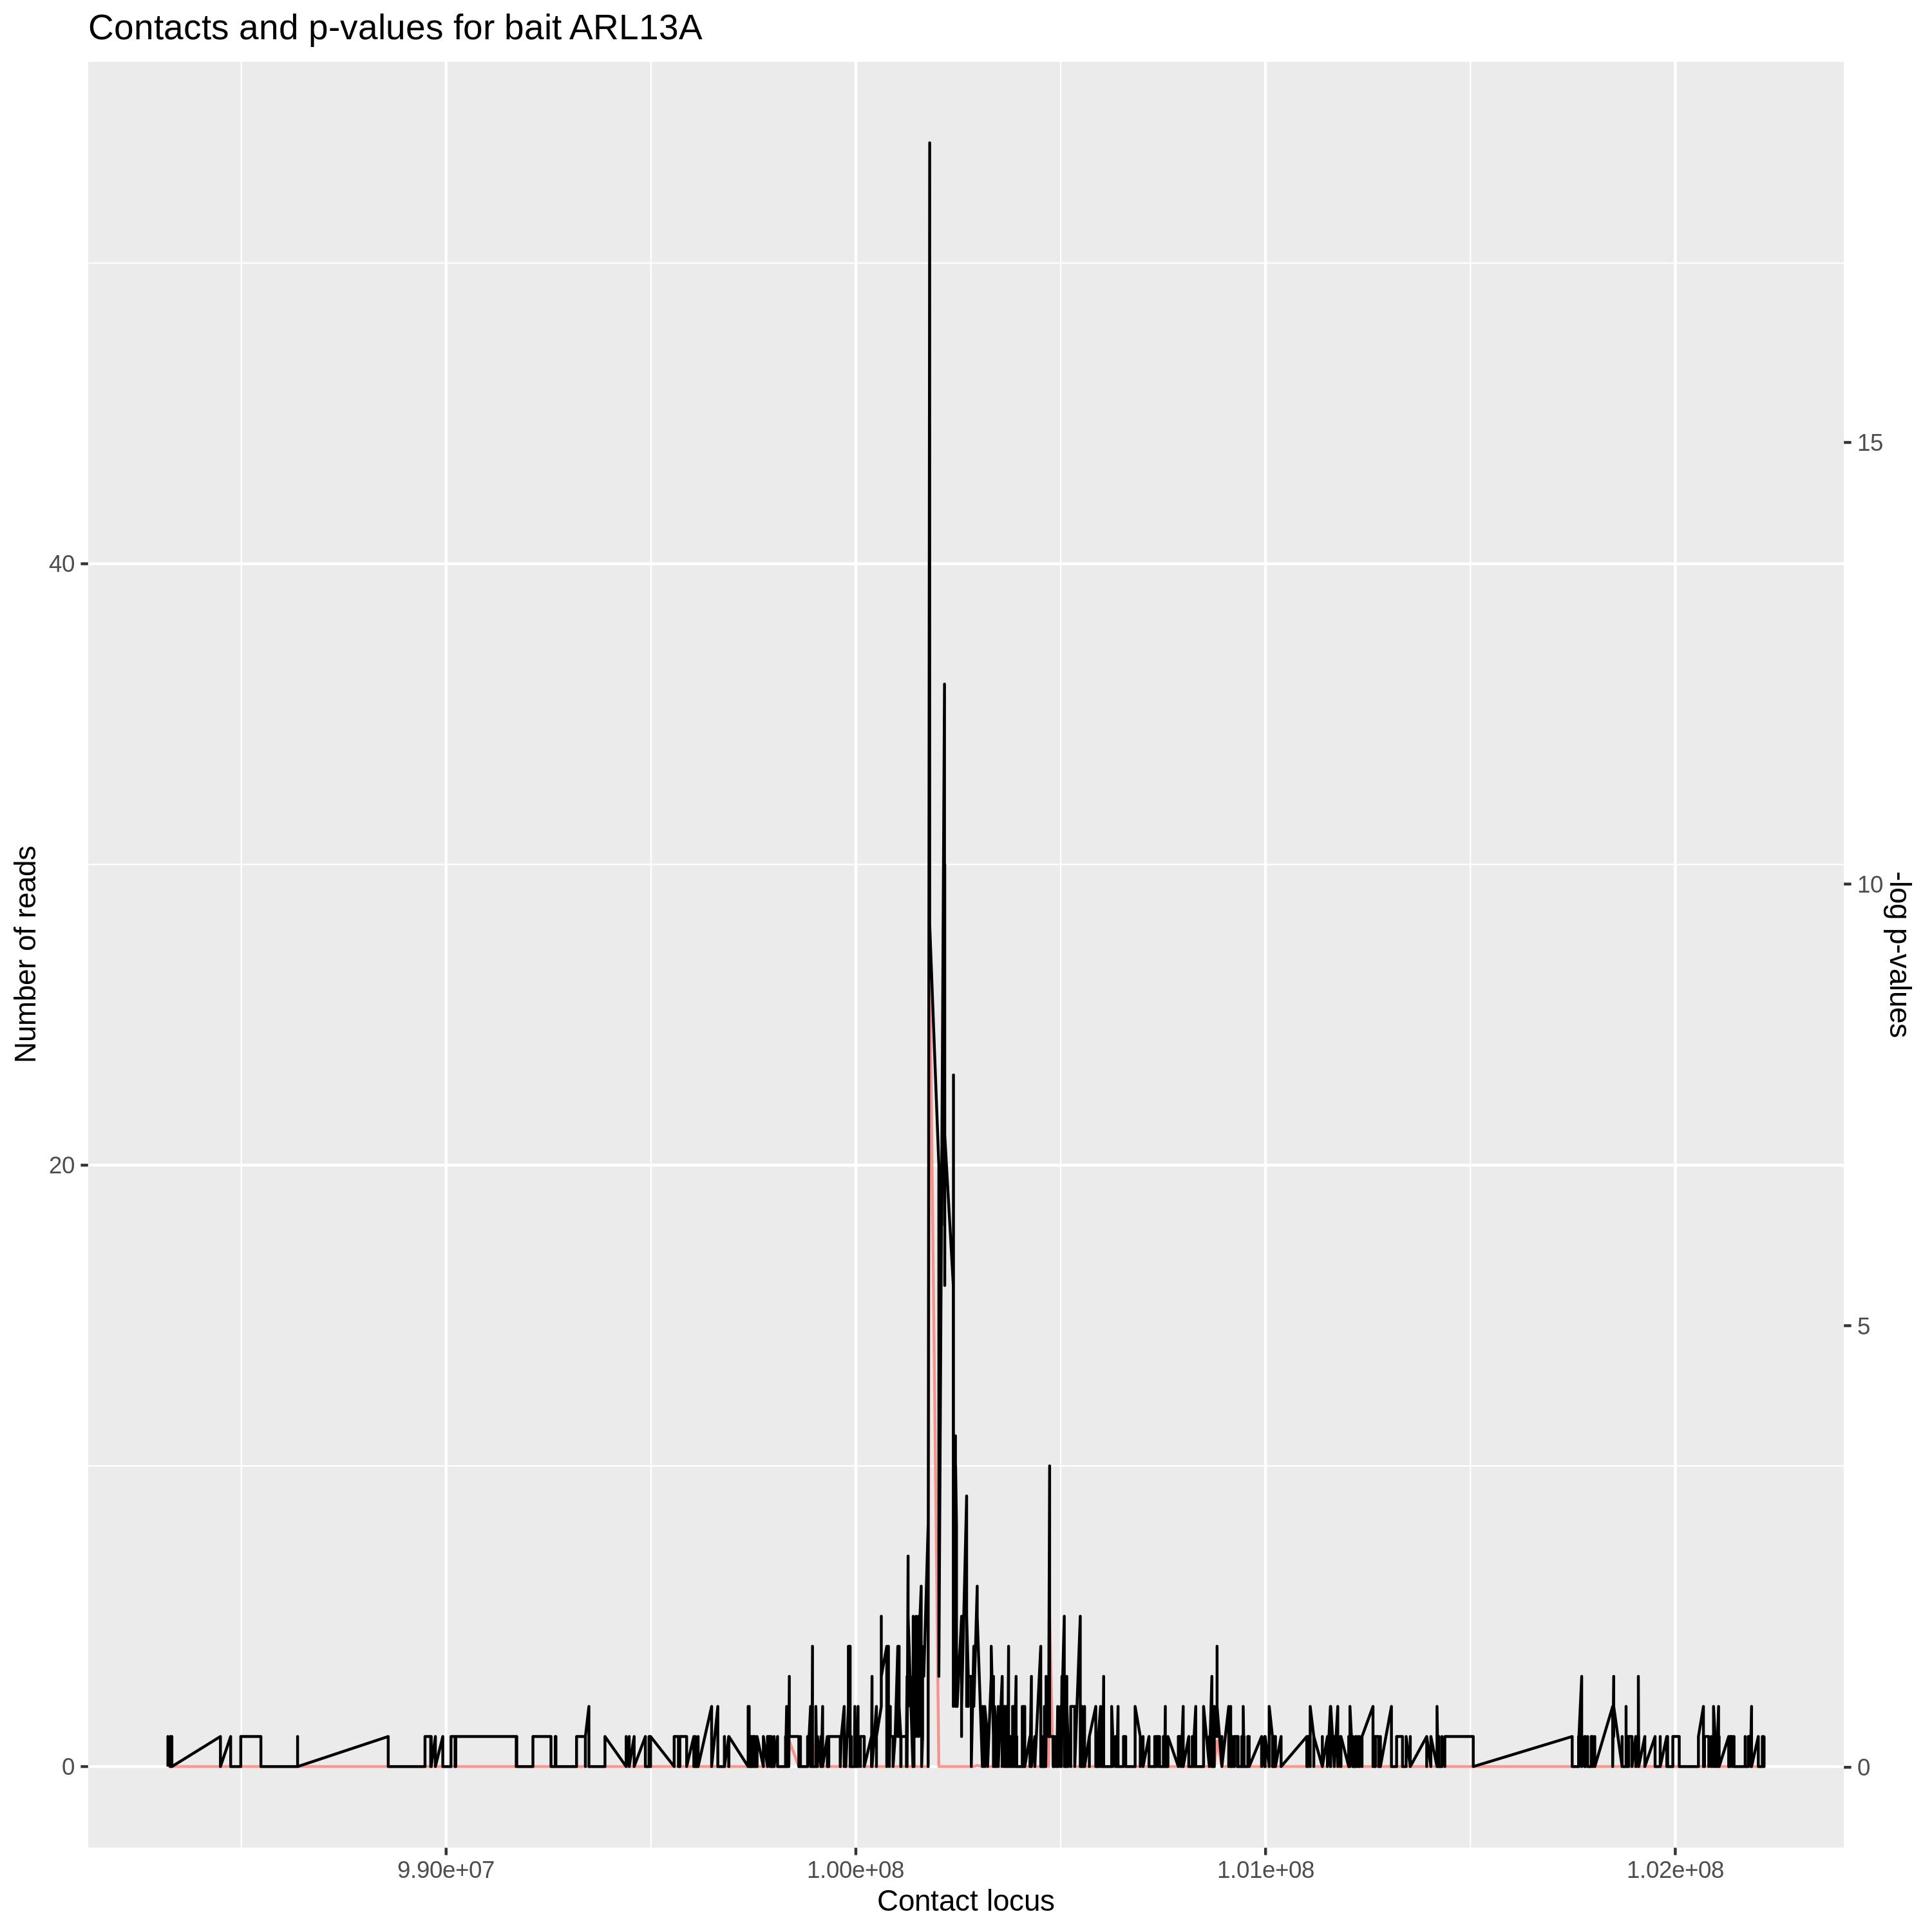 Contacts and p-values for bait ARL13A
Number of reads
40
20
0
15
10
5
0
-log p-values
9.90e+07
1.00e+08
1.01e+08
1.02e+08
Contact locus